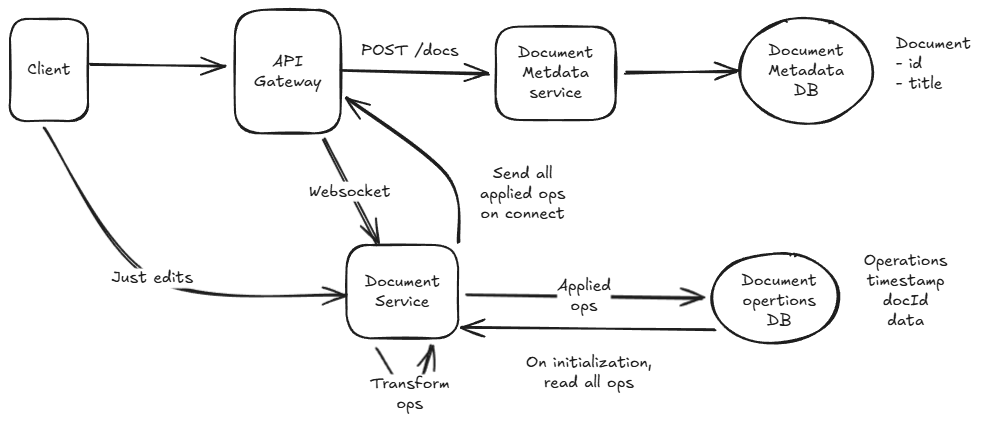 Client
API
Gateway
POST /docs
Document
Metdata
service
Document
Metadata
DB
Document
- id
- title
Websocket
Send all
applied ops
on connect
Just edits
Document
Service
Applied
ops
Document
opertions
DB
Operations
timestamp
docId
data
On initialization,
read all ops
Transform
ops